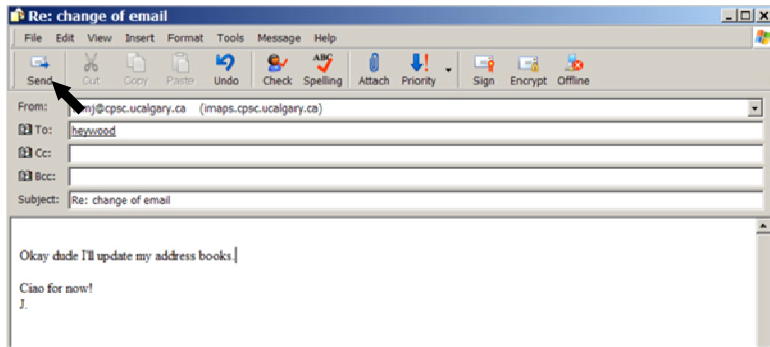 Re: change of email
File Edit View Insert Format Tools Message Help
Send Cut Copy Paste Undo Check ABC Spelling Attach Priority Sign Encrypt Offline
From: mj@cpsc.ucalgary.ca (imaps.cpsc.ucalgary.ca)
To: heywood
Cc:
Bcc:
Subject: Re: change of email
Okay dude I'll update my address books.
Ciao for now!
J.